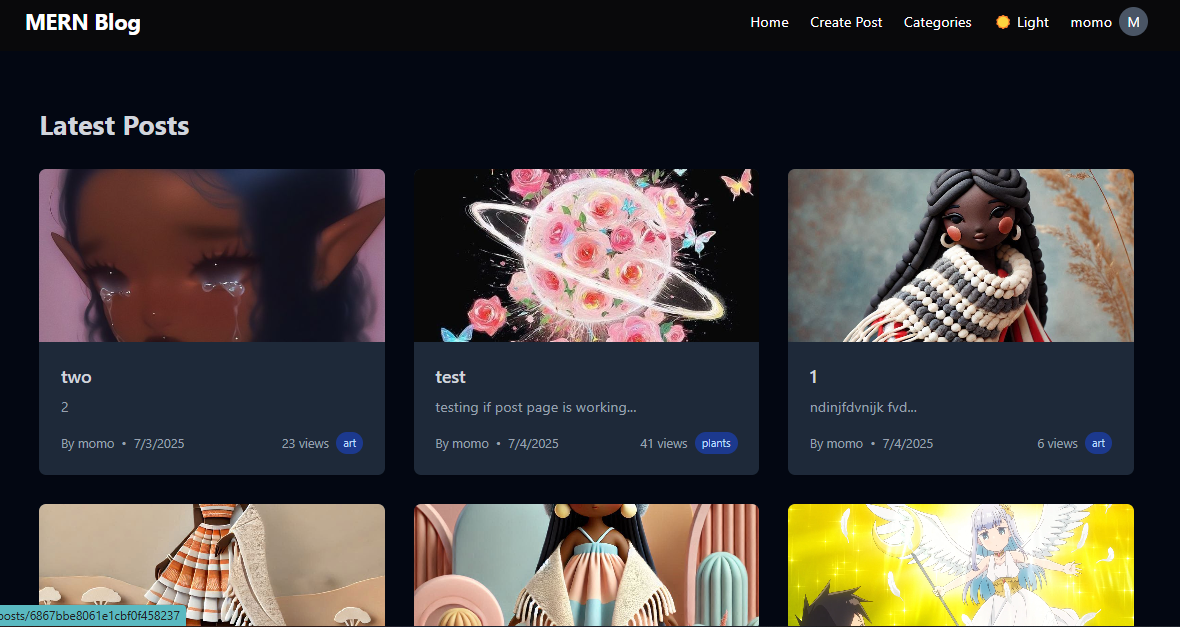 MERN Blog
Home Create Post Categories Light momo M
Latest Posts
two
2
By momo • 7/3/2025 23 views art
test
testing if post page is working...
By momo • 7/4/2025 41 views plants
1
ndinjfdvnijk fvd...
By momo • 7/4/2025 6 views art
posts/6867bbe8061e1cbf0f458237